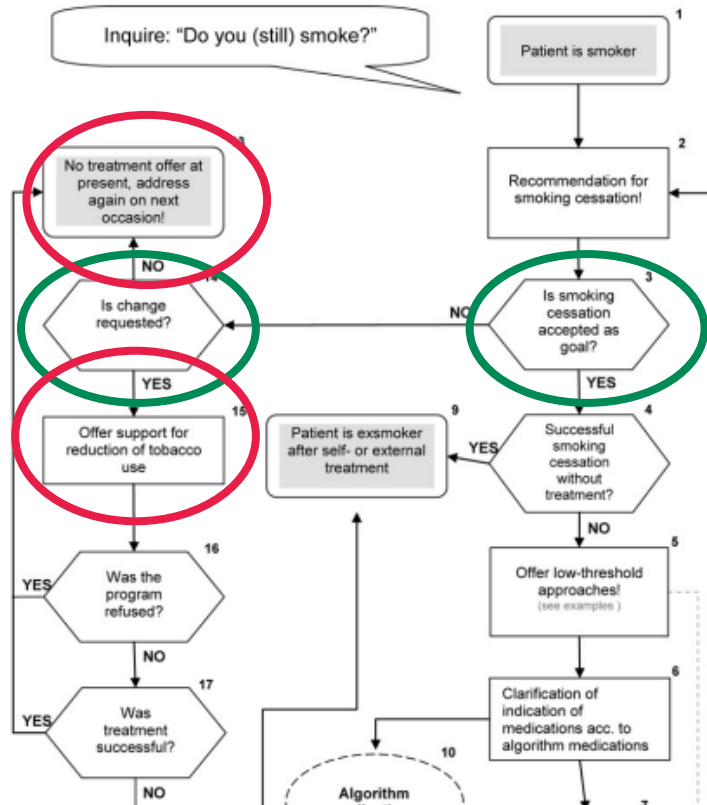 Inquire: “Do you (still) smoke?”
1
Patient is smoker
2
Recommendation for
smoking cessation!
3
Is smoking
cessation
accepted as
goal?
NO
YES
No treatment offer at
present, address
again on next
occasion!
NO
14
Is change
requested?
YES
15
Offer support for
reduction of tobacco
use
9
Patient is exsmoker
after self- or external
treatment
YES
4
Successful
smoking
cessation
without
treatment?
NO
5
Offer low-threshold
approaches!
(see examples )
16
Was the
program
refused?
YES
NO
6
Clarification of
indication of
medications acc. to
algorithm medications
17
Was
treatment
successful?
YES
NO
10
Algorithm
7